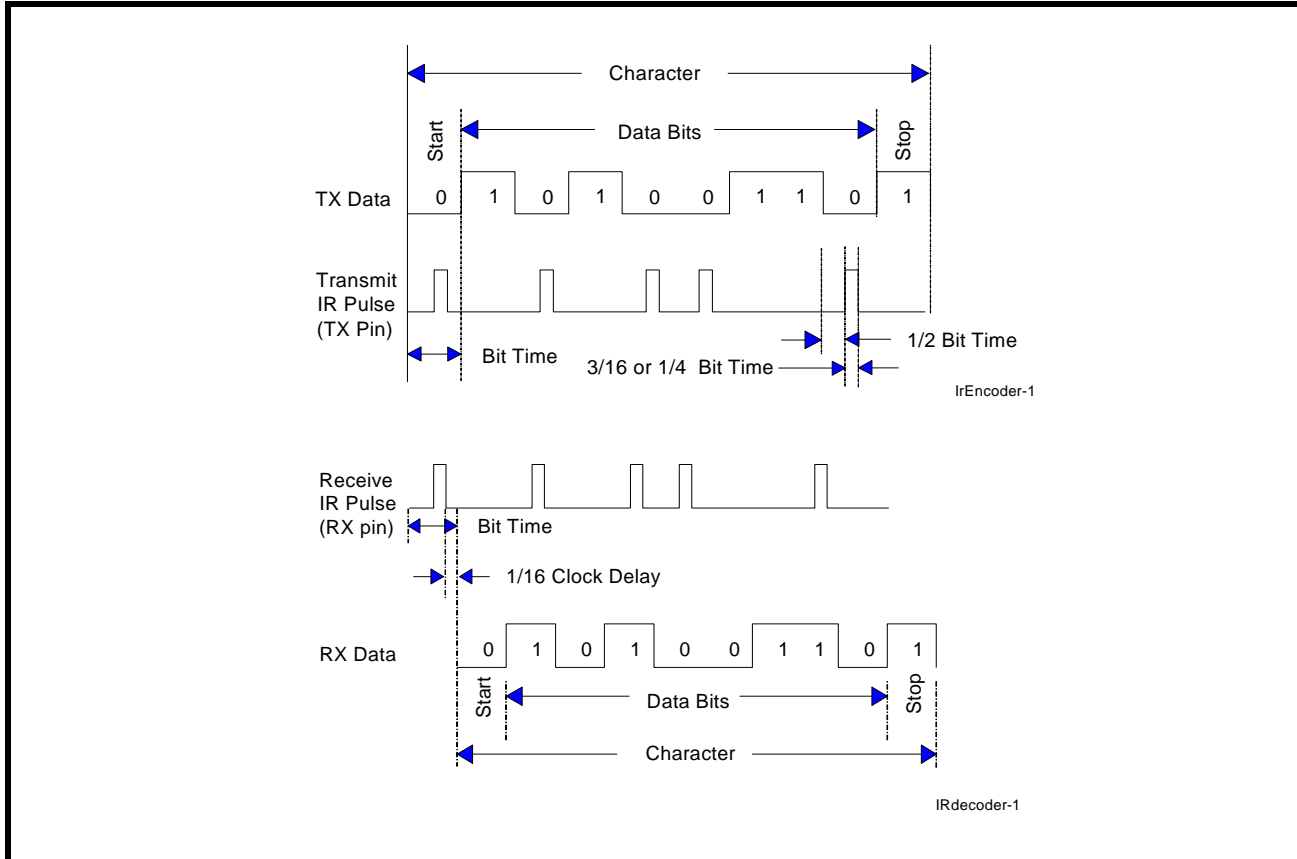 Character
Start
Data Bits
Stop
TX Data
0 1 0 1 0 0 1 1 0 1
Transmit
IR Pulse
(TX Pin)
Bit Time
1/2 Bit Time
3/16 or 1/4 Bit Time
IrEncoder-1
Receive
IR Pulse
(RX pin)
Bit Time
1/16 Clock Delay
RX Data
0 1 0 1 0 0 1 1 0 1
Start
Data Bits
Stop
Character
IRdecoder-1